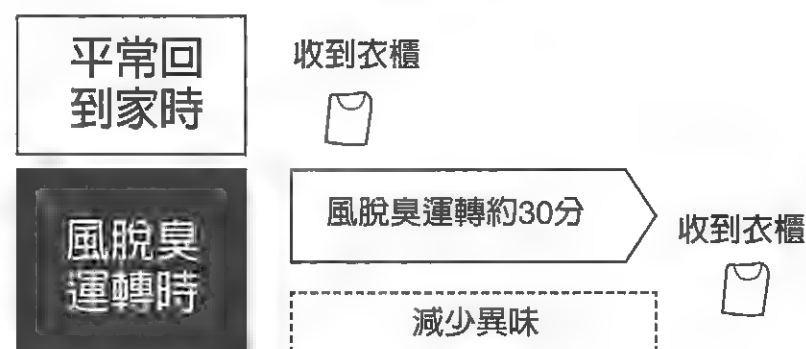 平常回
到家時
收到衣櫃
風脫臭
運轉時
風脫臭運轉約30分
收到衣櫃
減少異味